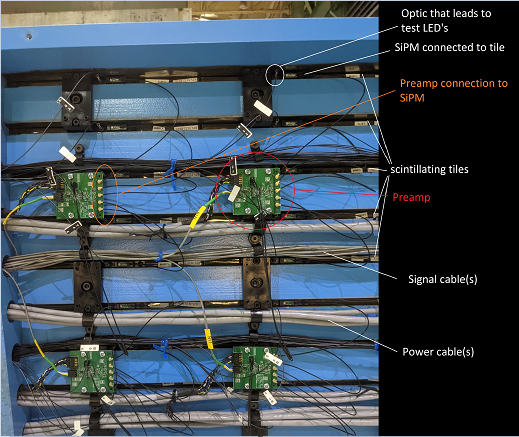 Optic that leads to
test LED's
SiPM connected to tile
Preamp connection to
SiPM
scintillating tiles
Preamp
Signal cable(s)
Power cable(s)